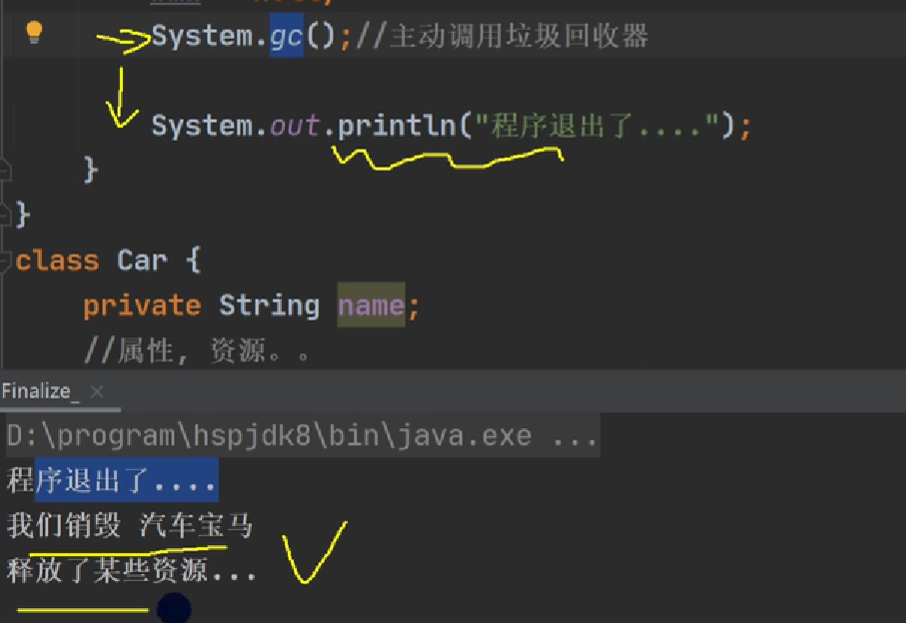 System.gc();//主动调用垃圾回收器
System.out.println("程序退出了....");
}
}
class Car {
private String name;
//属性, 资源。。
Finalize_ ×
D:\program\hspjdk8\bin\java.exe ...
程序退出了....
我们销毁 汽车宝马
释放了某些资源...